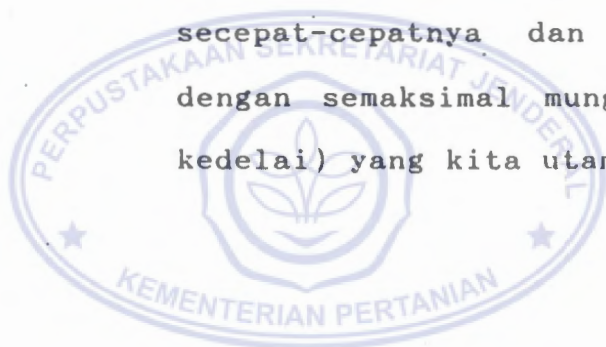 secepat-cepatnya dan
dengan semaksimal mung
kedelai) yang kita utam
PERPUSTAKAAN SEKRETARIAT JENDERAL
KEMENTERIAN PERTANIAN